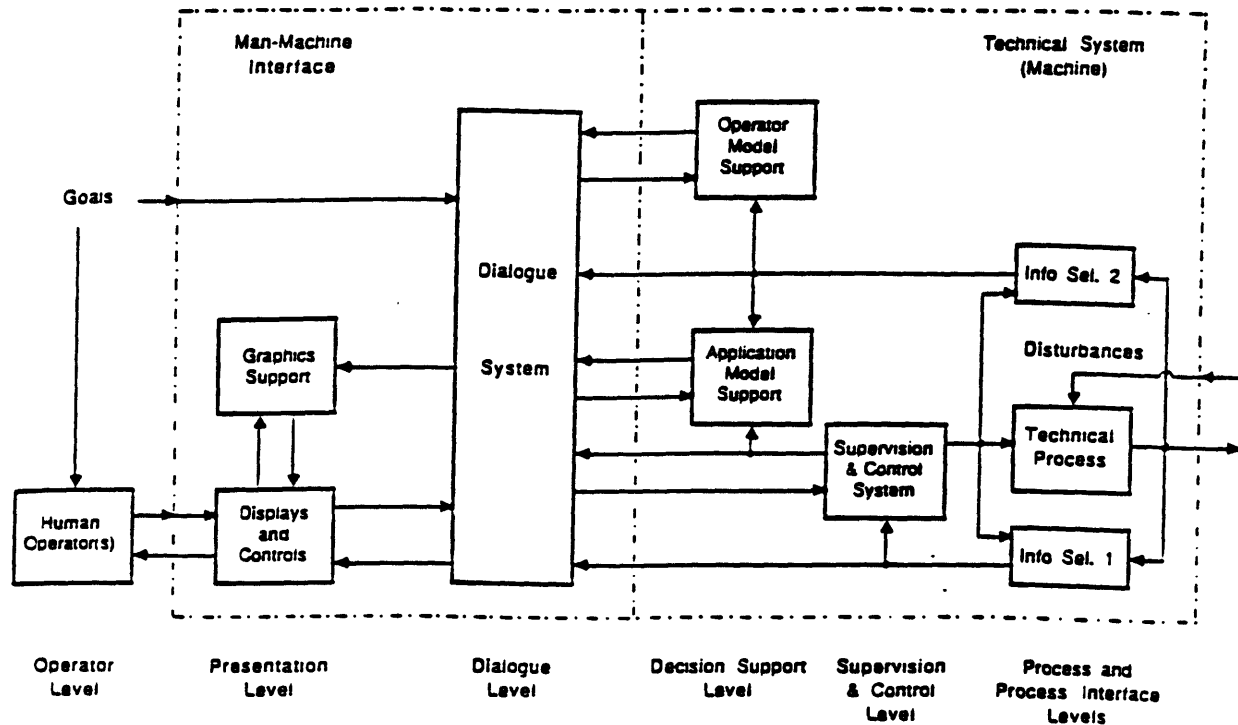 Man-Machine
Interface
Technical System
(Machine)
Operator
Model
Support
Goals
Dialogue
System
Info Sel. 2
Graphics
Support
Application
Model
Support
Disturbances
Supervision
& Control
System
Technical
Process
Human
Operator(s)
Displays
and
Controls
Info Sel. 1
Operator
Level
Presentation
Level
Dialogue
Level
Decision Support
Level
Supervision
& Control
Level
Process and
Process Interface
Levels